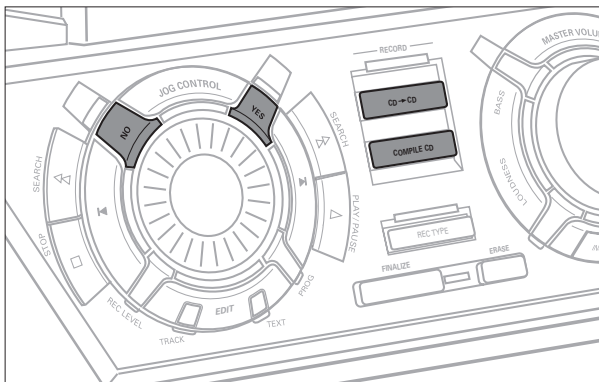 RECORD
MASTER VOLU
JOG CONTROL
NO
YES
CD→CD
COMPILE CD
BASS
LOUDNESS
SEARCH
SEARCH
STOP
PLAY/PAUSE
REC TYPE
REC LEVEL
EDIT
PROG
FINALIZE
ERASE
TRACK
TEXT